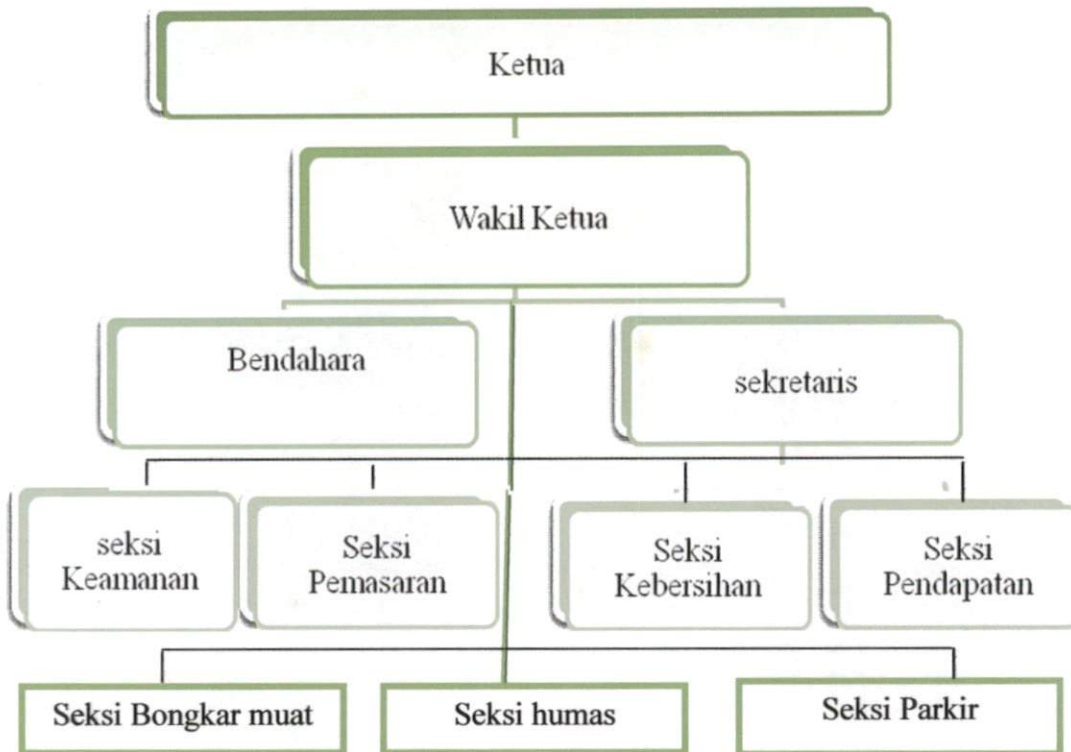 Ketua
Wakil Ketua
Bendahara
sekretaris
seksi
Keamanan
Seksi
Pemasaran
Seksi
Kebersihan
Seksi
Pendapatan
Seksi Bongkar muat
Seksi humas
Seksi Parkir